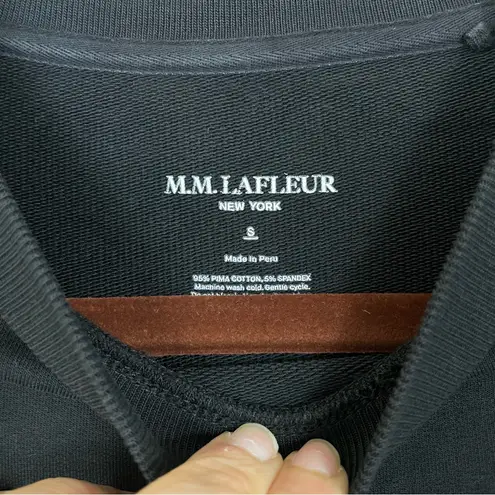 M.M.LAFLEUR
NEW YORK
S
Made in Peru
95% PIMA COTTON, 5% SPANDEX
Machine wash cold. Gentle cycle.